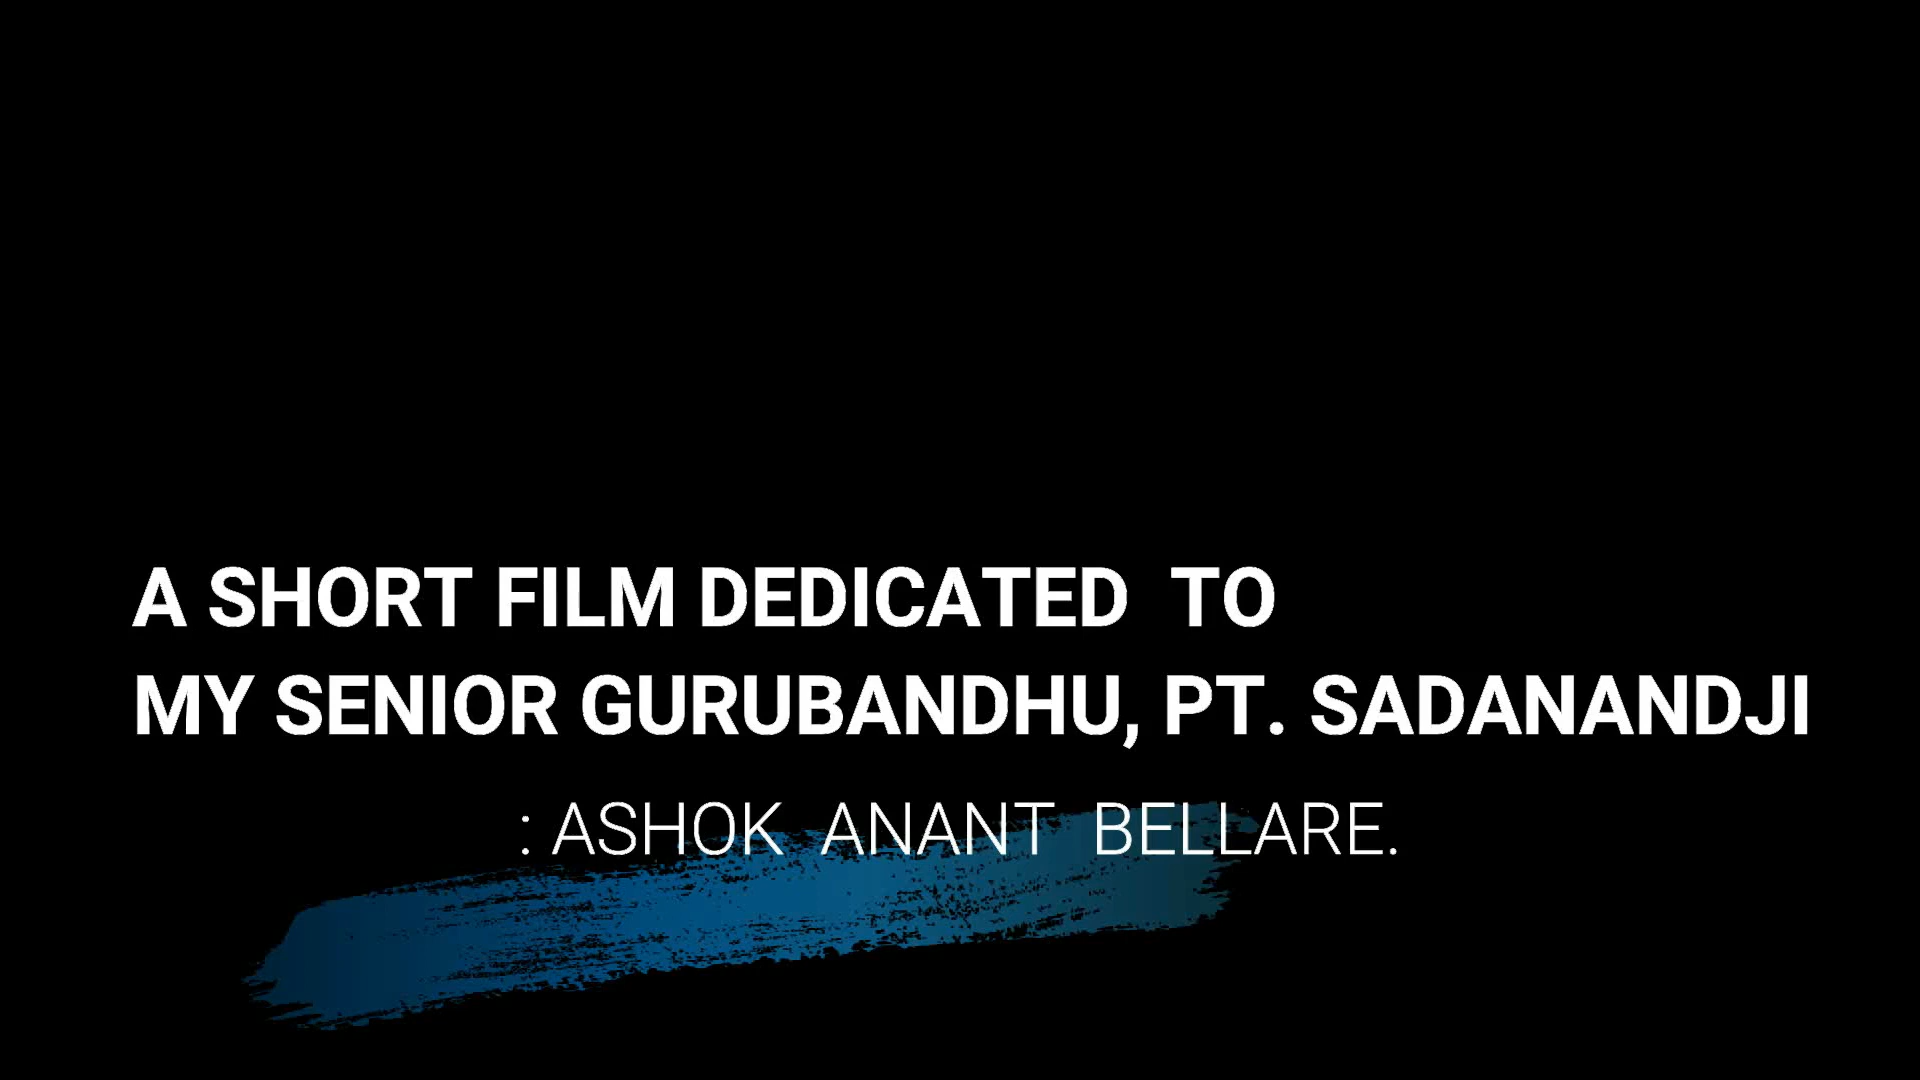 A SHORT FILM DEDICATED  TO
MY SENIOR GURUBANDHU, PT. SADANANDJI
: ASHOK  ANANT  BELLARE.